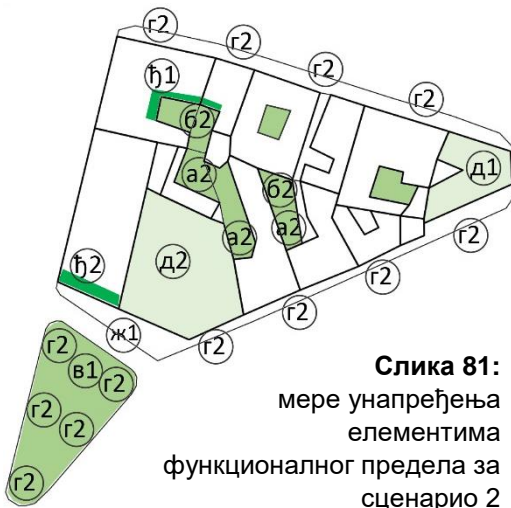 г2
г2
г2
г2
ђ1
б2
д1
а2
б2
а2
а2
г2
д2
г2
ђ2
г2
ж1
г2
г2
в1
г2
г2
г2
г2
Слика 81:
мере унапређења
елементима
функционалног предела за
сценарио 2